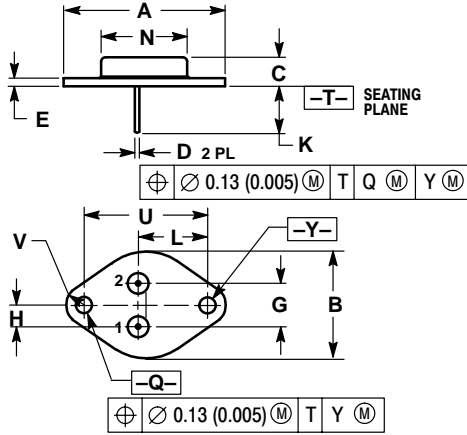 A
N
C
–T– SEATING PLANE
E
K
D 2 PL
⌖ ∅ 0.13 (0.005) Ⓜ T Q Ⓜ Y Ⓜ
U
V
L
–Y–
2
H
G
B
1
–Q–
⌖ ∅ 0.13 (0.005) Ⓜ T Y Ⓜ